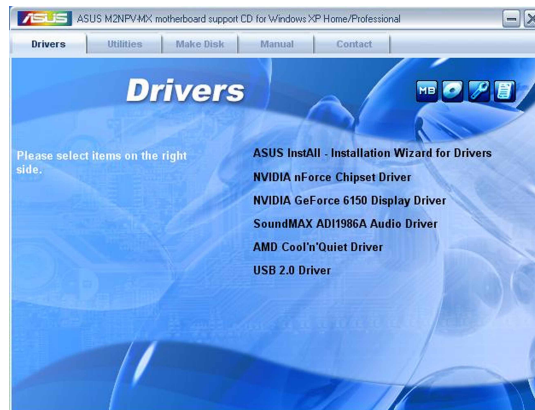 ASUS ASUS M2NPV-MX motherboard support CD for Windows XP Home/Professional
Drivers Utilities Make Disk Manual Contact
Drivers
MB
Please select items on the right
side.
ASUS InstAll - Installation Wizard for Drivers
NVIDIA nForce Chipset Driver
NVIDIA GeForce 6150 Display Driver
SoundMAX ADI1986A Audio Driver
AMD Cool'n'Quiet Driver
USB 2.0 Driver